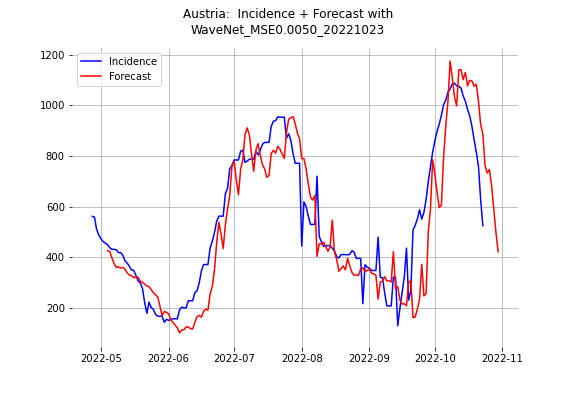 Austria:  Incidence + Forecast with
WaveNet_MSE0.0050_20221023
Incidence
Forecast
1200
1000
800
600
400
200
2022-05 2022-06 2022-07 2022-08 2022-09 2022-10 2022-11